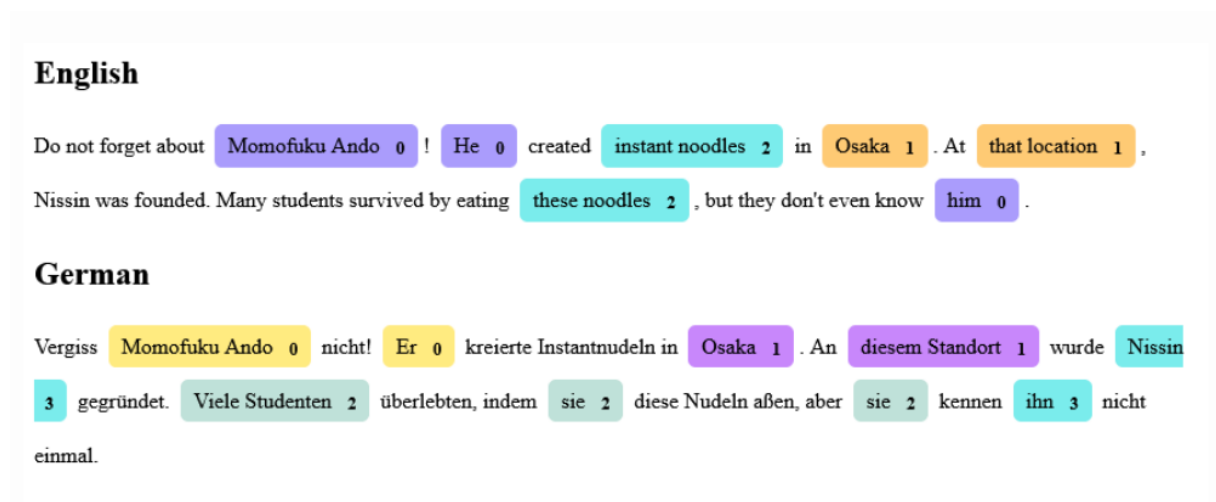 English
Do not forget about Momofuku Ando 0 ! He 0 created instant noodles 2 in Osaka 1 . At that location 1 ,
Nissin was founded. Many students survived by eating these noodles 2 , but they don't even know him 0 .
German
Vergiss Momofuku Ando 0 nicht! Er 0 kreierte Instantnudeln in Osaka 1 . An diesem Standort 1 wurde Nissin
3 gegründet. Viele Studenten 2 überlebten, indem sie 2 diese Nudeln aßen, aber sie 2 kennen ihn 3 nicht
einmal.